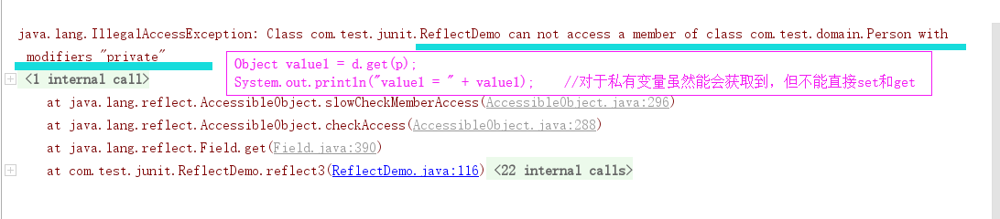 java.lang.IllegalAccessException: Class com.test.junit.ReflectDemo can not access a member of class com.test.domain.Person with
modifiers "private"
Object value1 = d.get(p);
<1 internal call>
System.out.println("value1 = " + value1); //对于私有变量虽然能会获取到，但不能直接set和get
at java.lang.reflect.AccessibleObject.slowCheckMemberAccess(AccessibleObject.java:296)
at java.lang.reflect.AccessibleObject.checkAccess(AccessibleObject.java:288)
at java.lang.reflect.Field.get(Field.java:390)
at com.test.junit.ReflectDemo.reflect3(ReflectDemo.java:116) <22 internal calls>